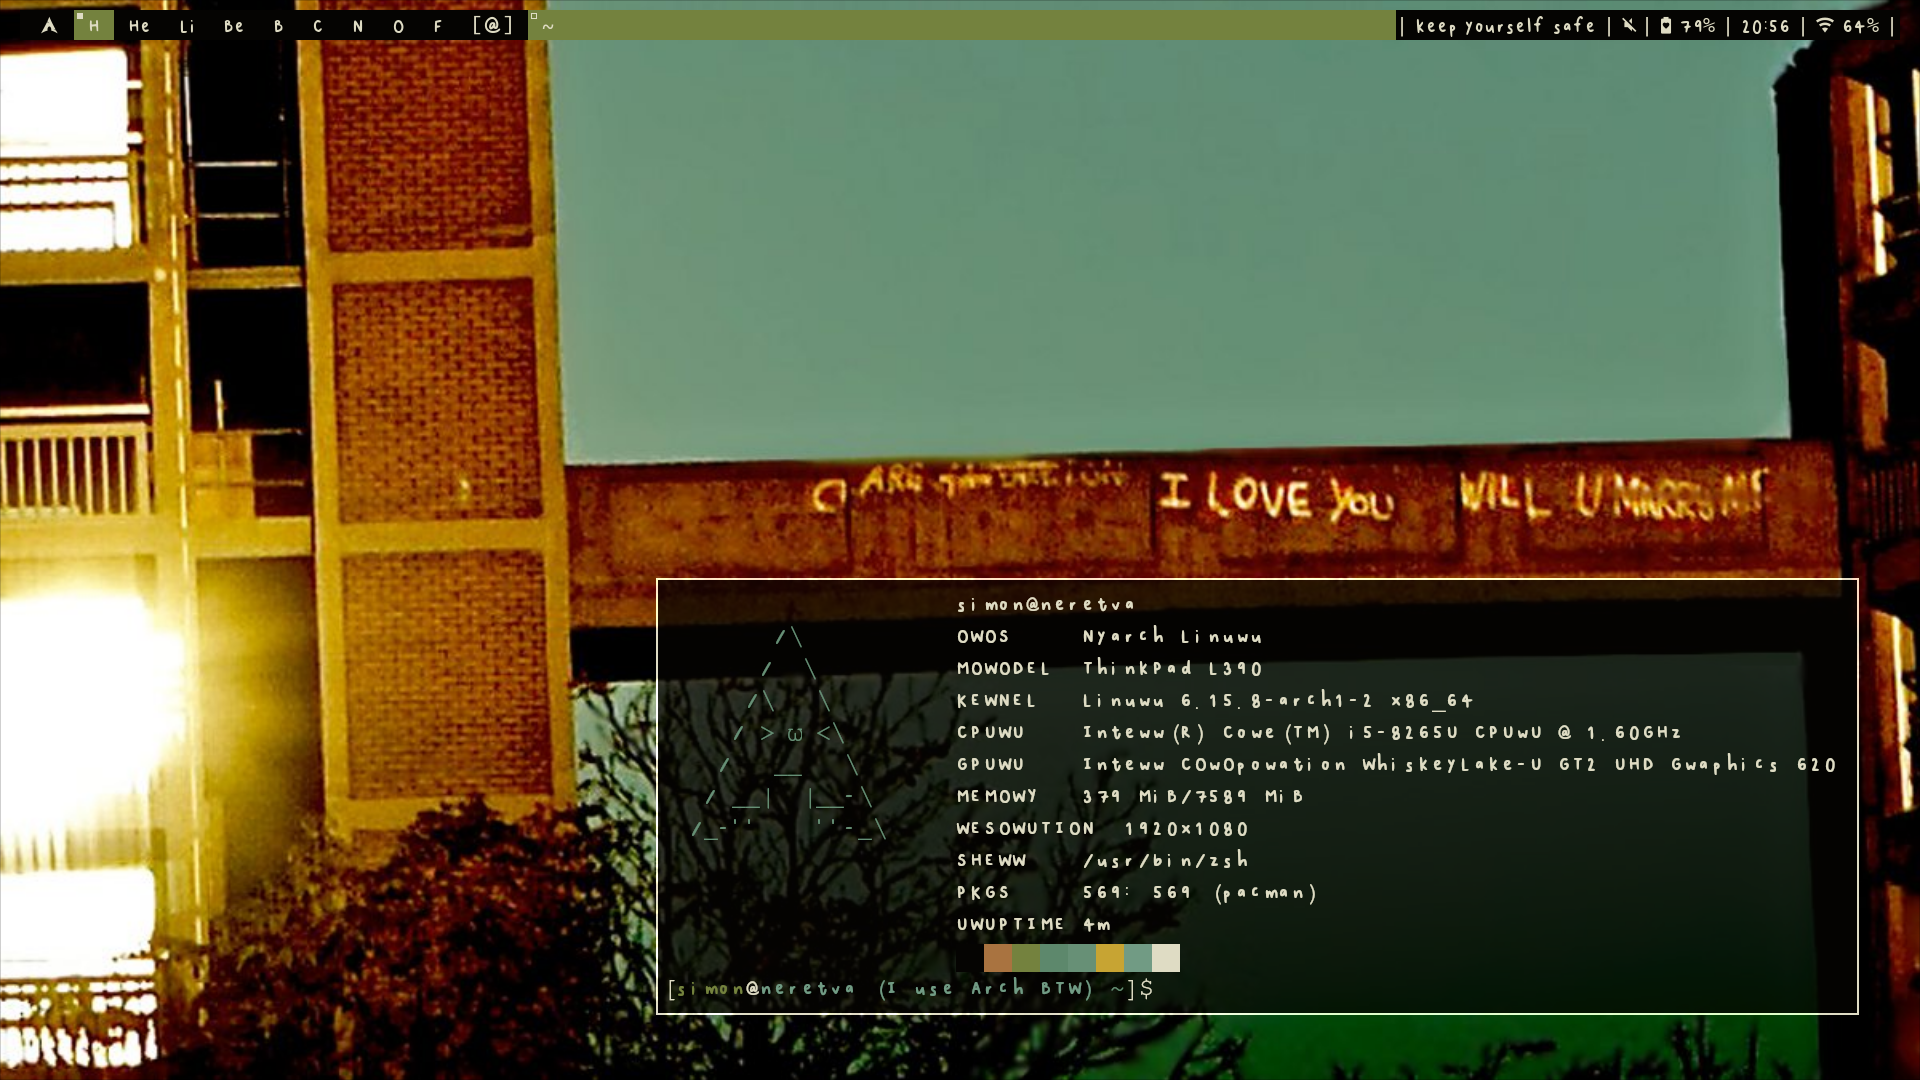 H He Li Be B C N O F [@] ~ | keep yourself safe | | 79% | 20:56 | 64% |
I LOVE YOU WILL U MARRY ME
simon@neretva
OWOS Nyarch Linuwu
MOWODEL ThinkPad L390
KEWNEL Linuwu 6.15.8-arch1-2 x86_64
CPUWU Inteww(R) Cowe(TM) i5-8265U CPUwU @ 1.60GHz
> ω <
GPUWU Inteww COwOpowation WhiskeyLake-U GT2 UHD Gwaphics 620
MEMOWY 379 MiB/7589 MiB
WESOWUTION 1920x1080
SHEWW /usr/bin/zsh
PKGS 569: 569 (pacman)
UWUPTIME 4m
[simon@neretva (I use Arch BTW) ~]$